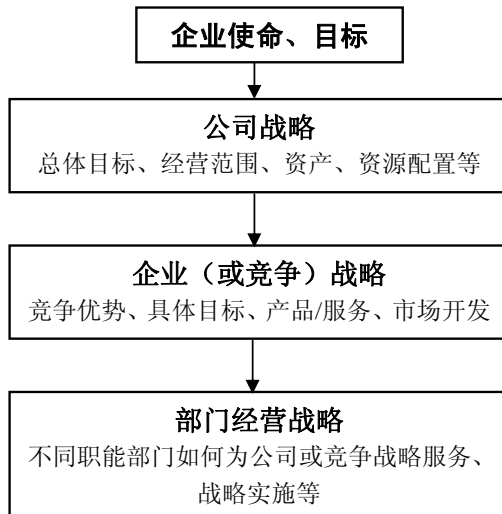 企业使命、目标
公司战略
总体目标、经营范围、资产、资源配置等
企业（或竞争）战略
竞争优势、具体目标、产品/服务、市场开发
部门经营战略
不同职能部门如何为公司或竞争战略服务、
战略实施等